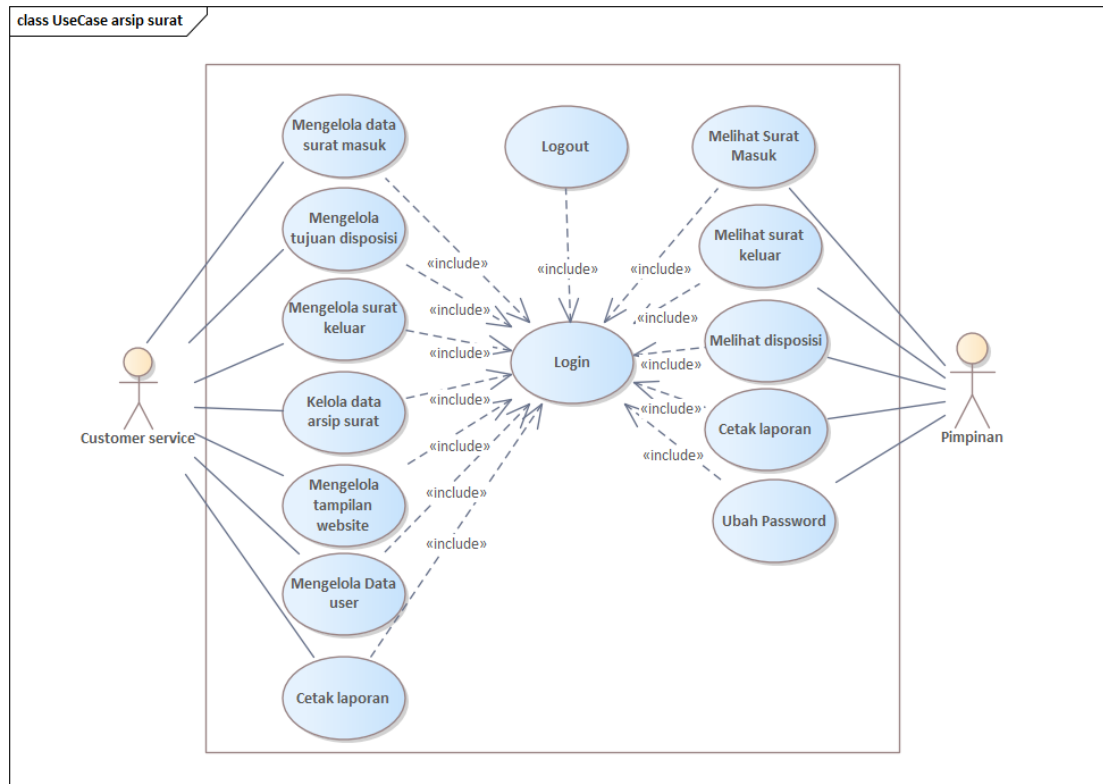 class UseCase arsip surat
Mengelola data
surat masuk
Logout
Melihat Surat
Masuk
Mengelola
tujuan disposisi
Melihat surat
keluar
«include»
«include»
«include»
Mengelola surat
keluar
«include»
«include»
Melihat disposisi
Login
«include»
«include»
Kelola data
arsip surat
«include»
«include»
Cetak laporan
Customer service
Pimpinan
«include»
«include»
Mengelola
tampilan
website
«include»
Ubah Password
«include»
Mengelola Data
user
Cetak laporan